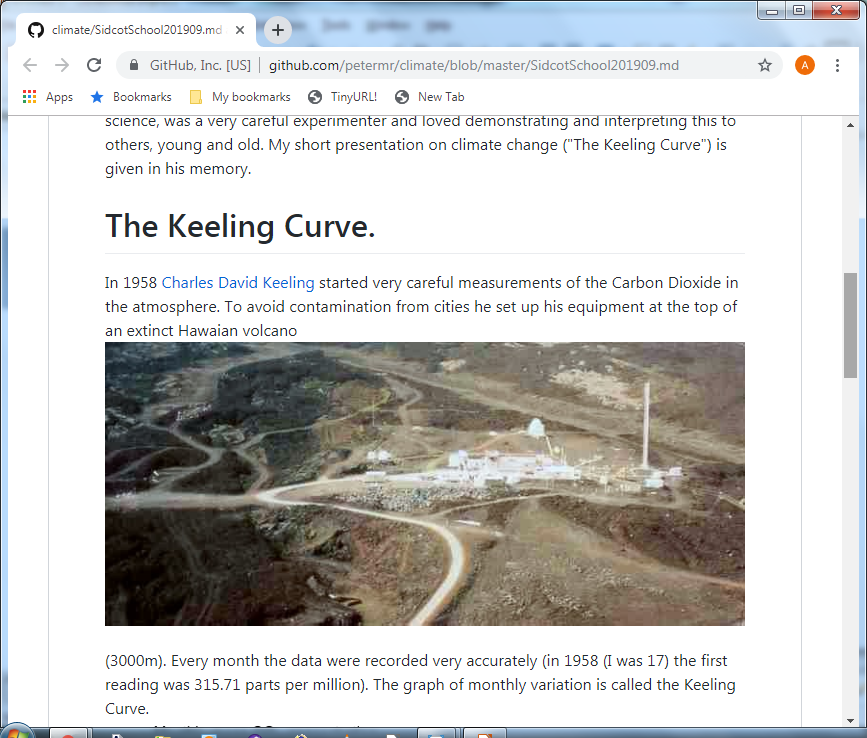 climate/SidcotSchool201909.md
GitHub, Inc. [US] github.com/petermr/climate/blob/master/SidcotSchool201909.md
A
Apps Bookmarks My bookmarks TinyURL! New Tab
science, was a very careful experimenter and loved demonstrating and interpreting this to
others, young and old. My short presentation on climate change ("The Keeling Curve") is
given in his memory.
The Keeling Curve.
In 1958 Charles David Keeling started very careful measurements of the Carbon Dioxide in
the atmosphere. To avoid contamination from cities he set up his equipment at the top of
an extinct Hawaian volcano
(3000m). Every month the data were recorded very accurately (in 1958 (I was 17) the first
reading was 315.71 parts per million). The graph of monthly variation is called the Keeling
Curve.